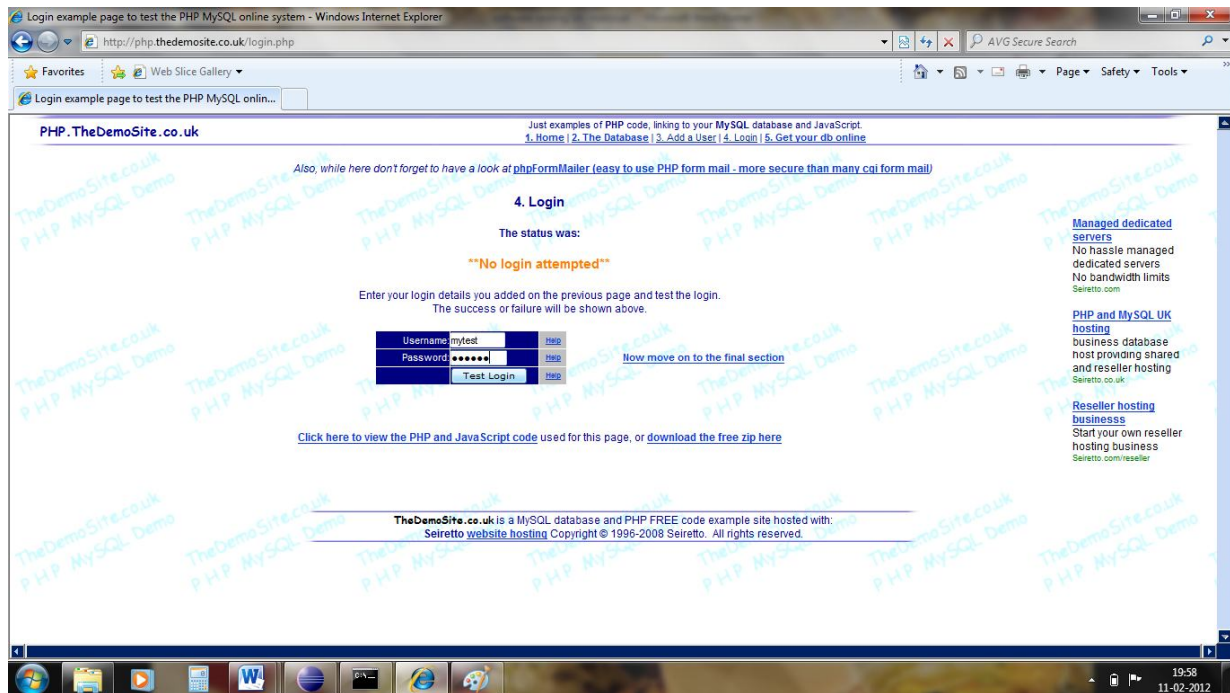 Login example page to test the PHP MySQL online system - Windows Internet Explorer
http://php.thedemosite.co.uk/login.php
AVG Secure Search
Favorites
Web Slice Gallery
Page Safety Tools
Login example page to test the PHP MySQL onlin...
PHP.TheDemoSite.co.uk
Just examples of PHP code, linking to your MySQL database and JavaScript.
1. Home | 2. The Database | 3. Add a User | 4. Login | 5. Get your db online
Also, while here don't forget to have a look at phpFormMailer (easy to use PHP form mail - more secure than many cgi form mail)
4. Login
The status was:
**No login attempted**
Enter your login details you added on the previous page and test the login.
The success or failure will be shown above.
Username: mytest Help
Password: ●●●●●● Help
Test Login Help
Now move on to the final section
Click here to view the PHP and JavaScript code used for this page, or download the free zip here
Managed dedicated
servers
No hassle managed
dedicated servers
No bandwidth limits
Seiretto.com
PHP and MySQL UK
hosting
business database
host providing shared
and reseller hosting
Seiretto.co.uk
Reseller hosting
businesss
Start your own reseller
hosting business
Seiretto.com/reseller
TheDemoSite.co.uk is a MySQL database and PHP FREE code example site hosted with:
Seiretto website hosting Copyright © 1996-2008 Seiretto. All rights reserved.
TheDemoSite.co.uk
PHP MySQL Demo
19:58
11-02-2012